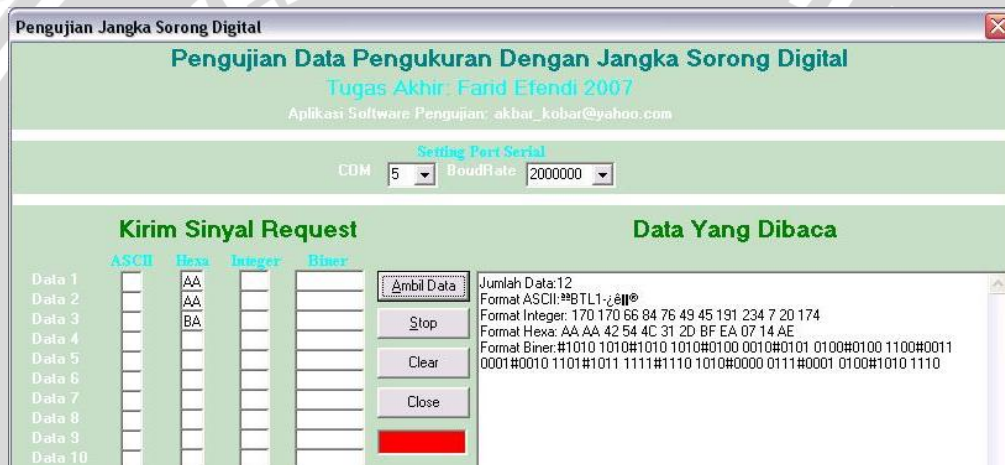 Pengujian Jangka Sorong Digital
Pengujian Data Pengukuran Dengan Jangka Sorong Digital
Tugas Akhir: Farid Efendi 2007
Aplikasi Software Pengujian: akbar_kobar@yahoo.com
Setting Port Serial
COM 5 BoudRate 2000000
Kirim Sinyal Request
Data Yang Dibaca
ASCII Hexa Integer Biner
Data 1 AA
Data 2 AA
Data 3 BA
Data 4
Data 5
Data 6
Data 7
Data 8
Data 9
Data 10
Ambil Data
Stop
Clear
Close
Jumlah Data:12
Format ASCII:ªªBTL1-¿ê®
Format Integer: 170 170 66 84 76 49 45 191 234 7 20 174
Format Hexa: AA AA 42 54 4C 31 2D BF EA 07 14 AE
Format Biner:#1010 1010#1010 1010#0100 0010#0101 0100#0100 1100#0011
0001#0010 1101#1011 1111#1110 1010#0000 0111#0001 0100#1010 1110